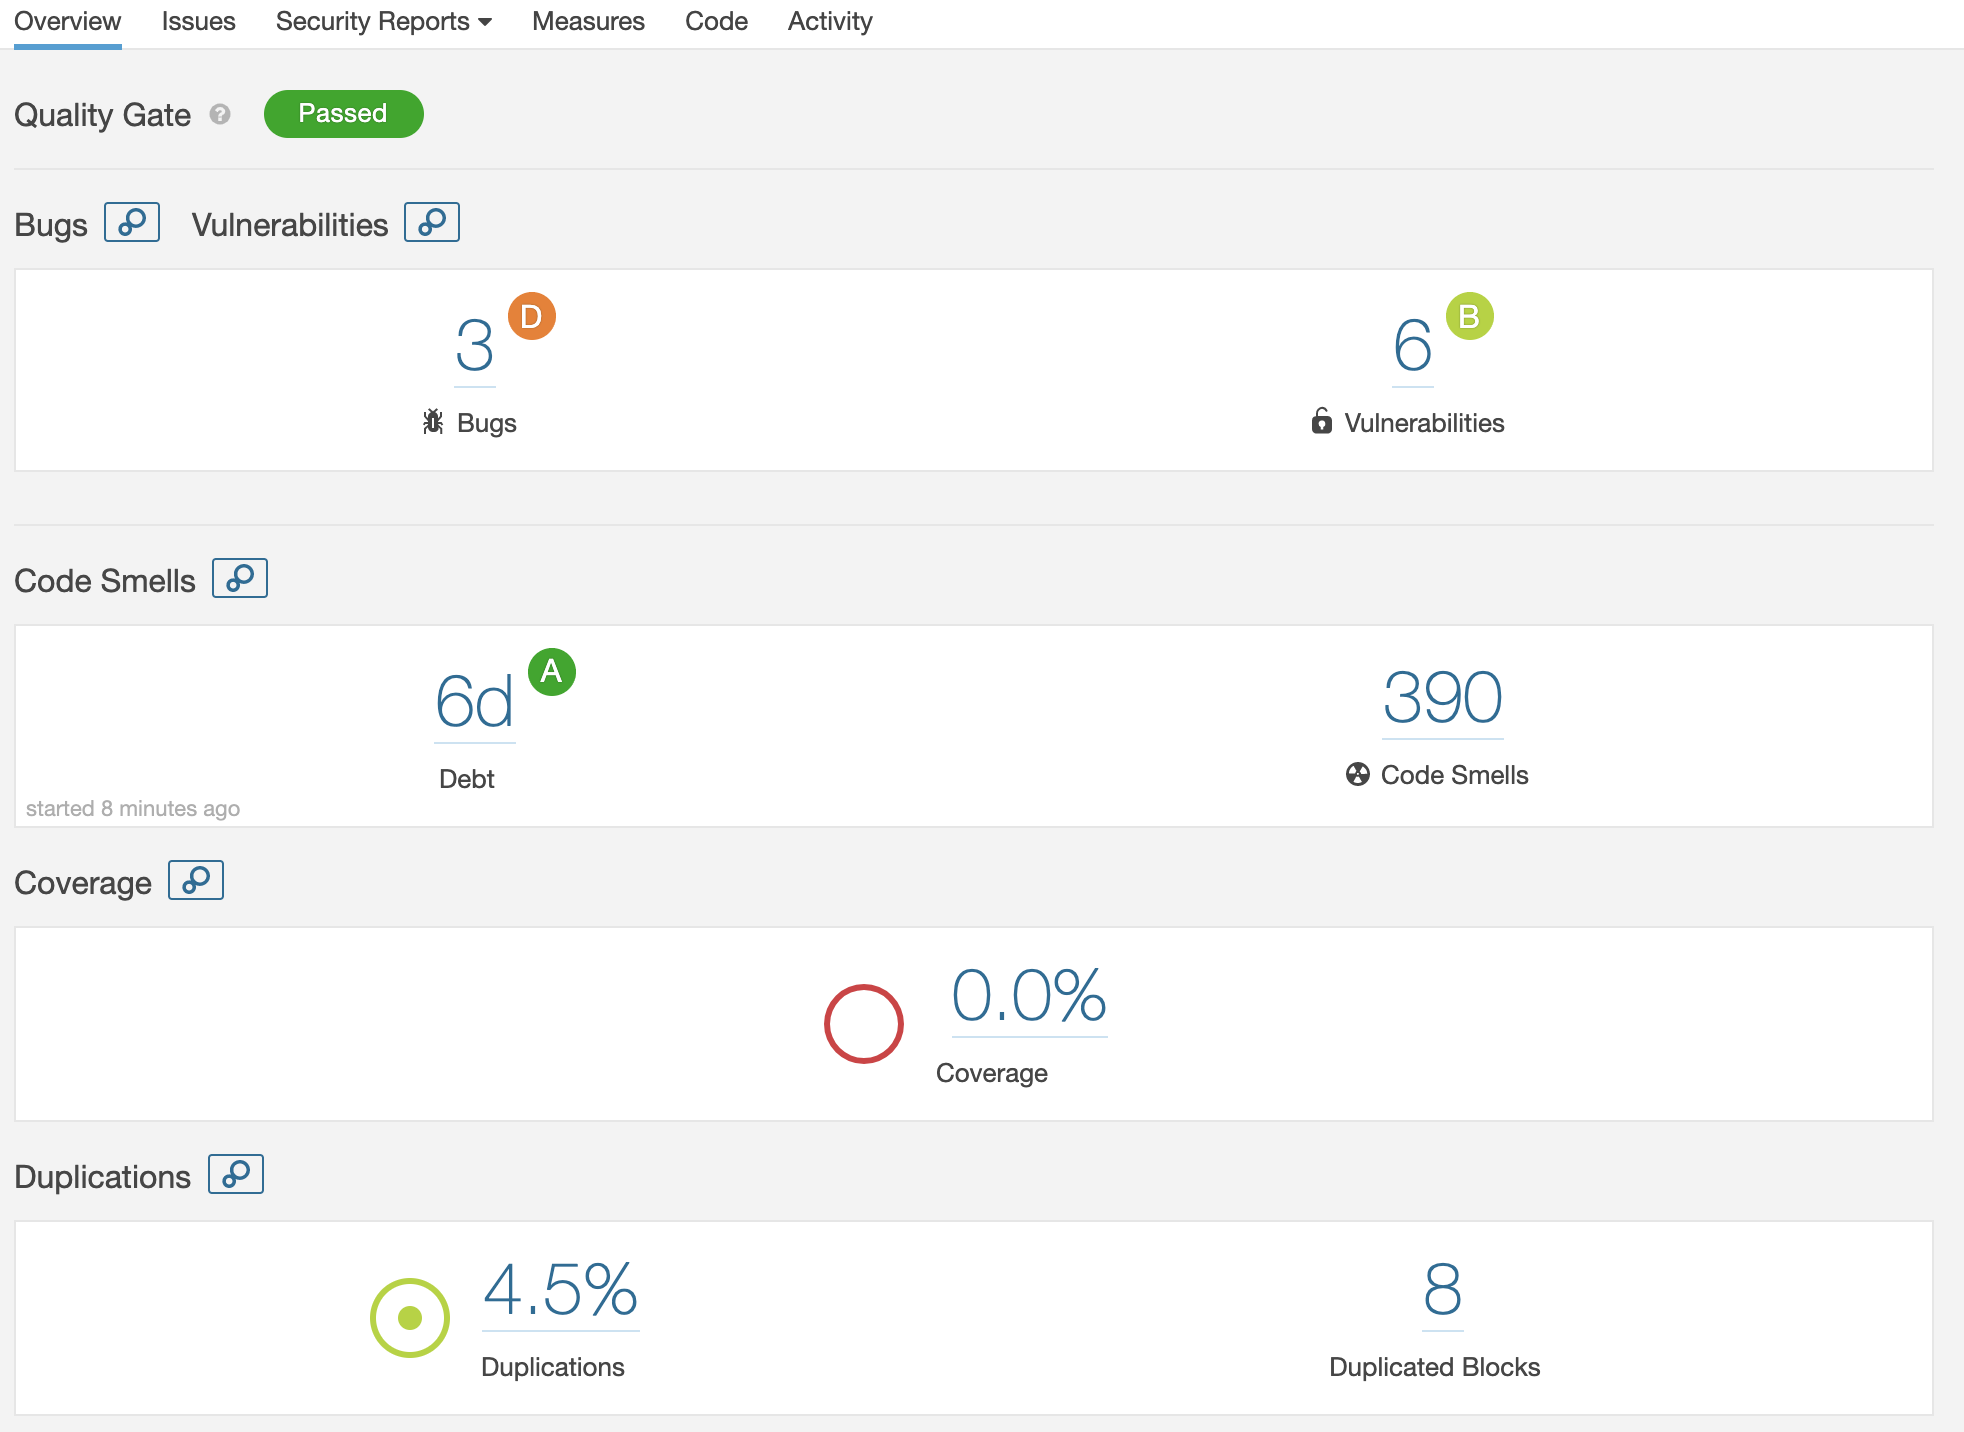 Overview Issues Security Reports Measures Code Activity
Quality Gate ? Passed
Bugs Vulnerabilities
3 D
Bugs
6 B
Vulnerabilities
Code Smells
6d A
Debt
390
Code Smells
started 8 minutes ago
Coverage
0.0%
Coverage
Duplications
4.5%
Duplications
8
Duplicated Blocks